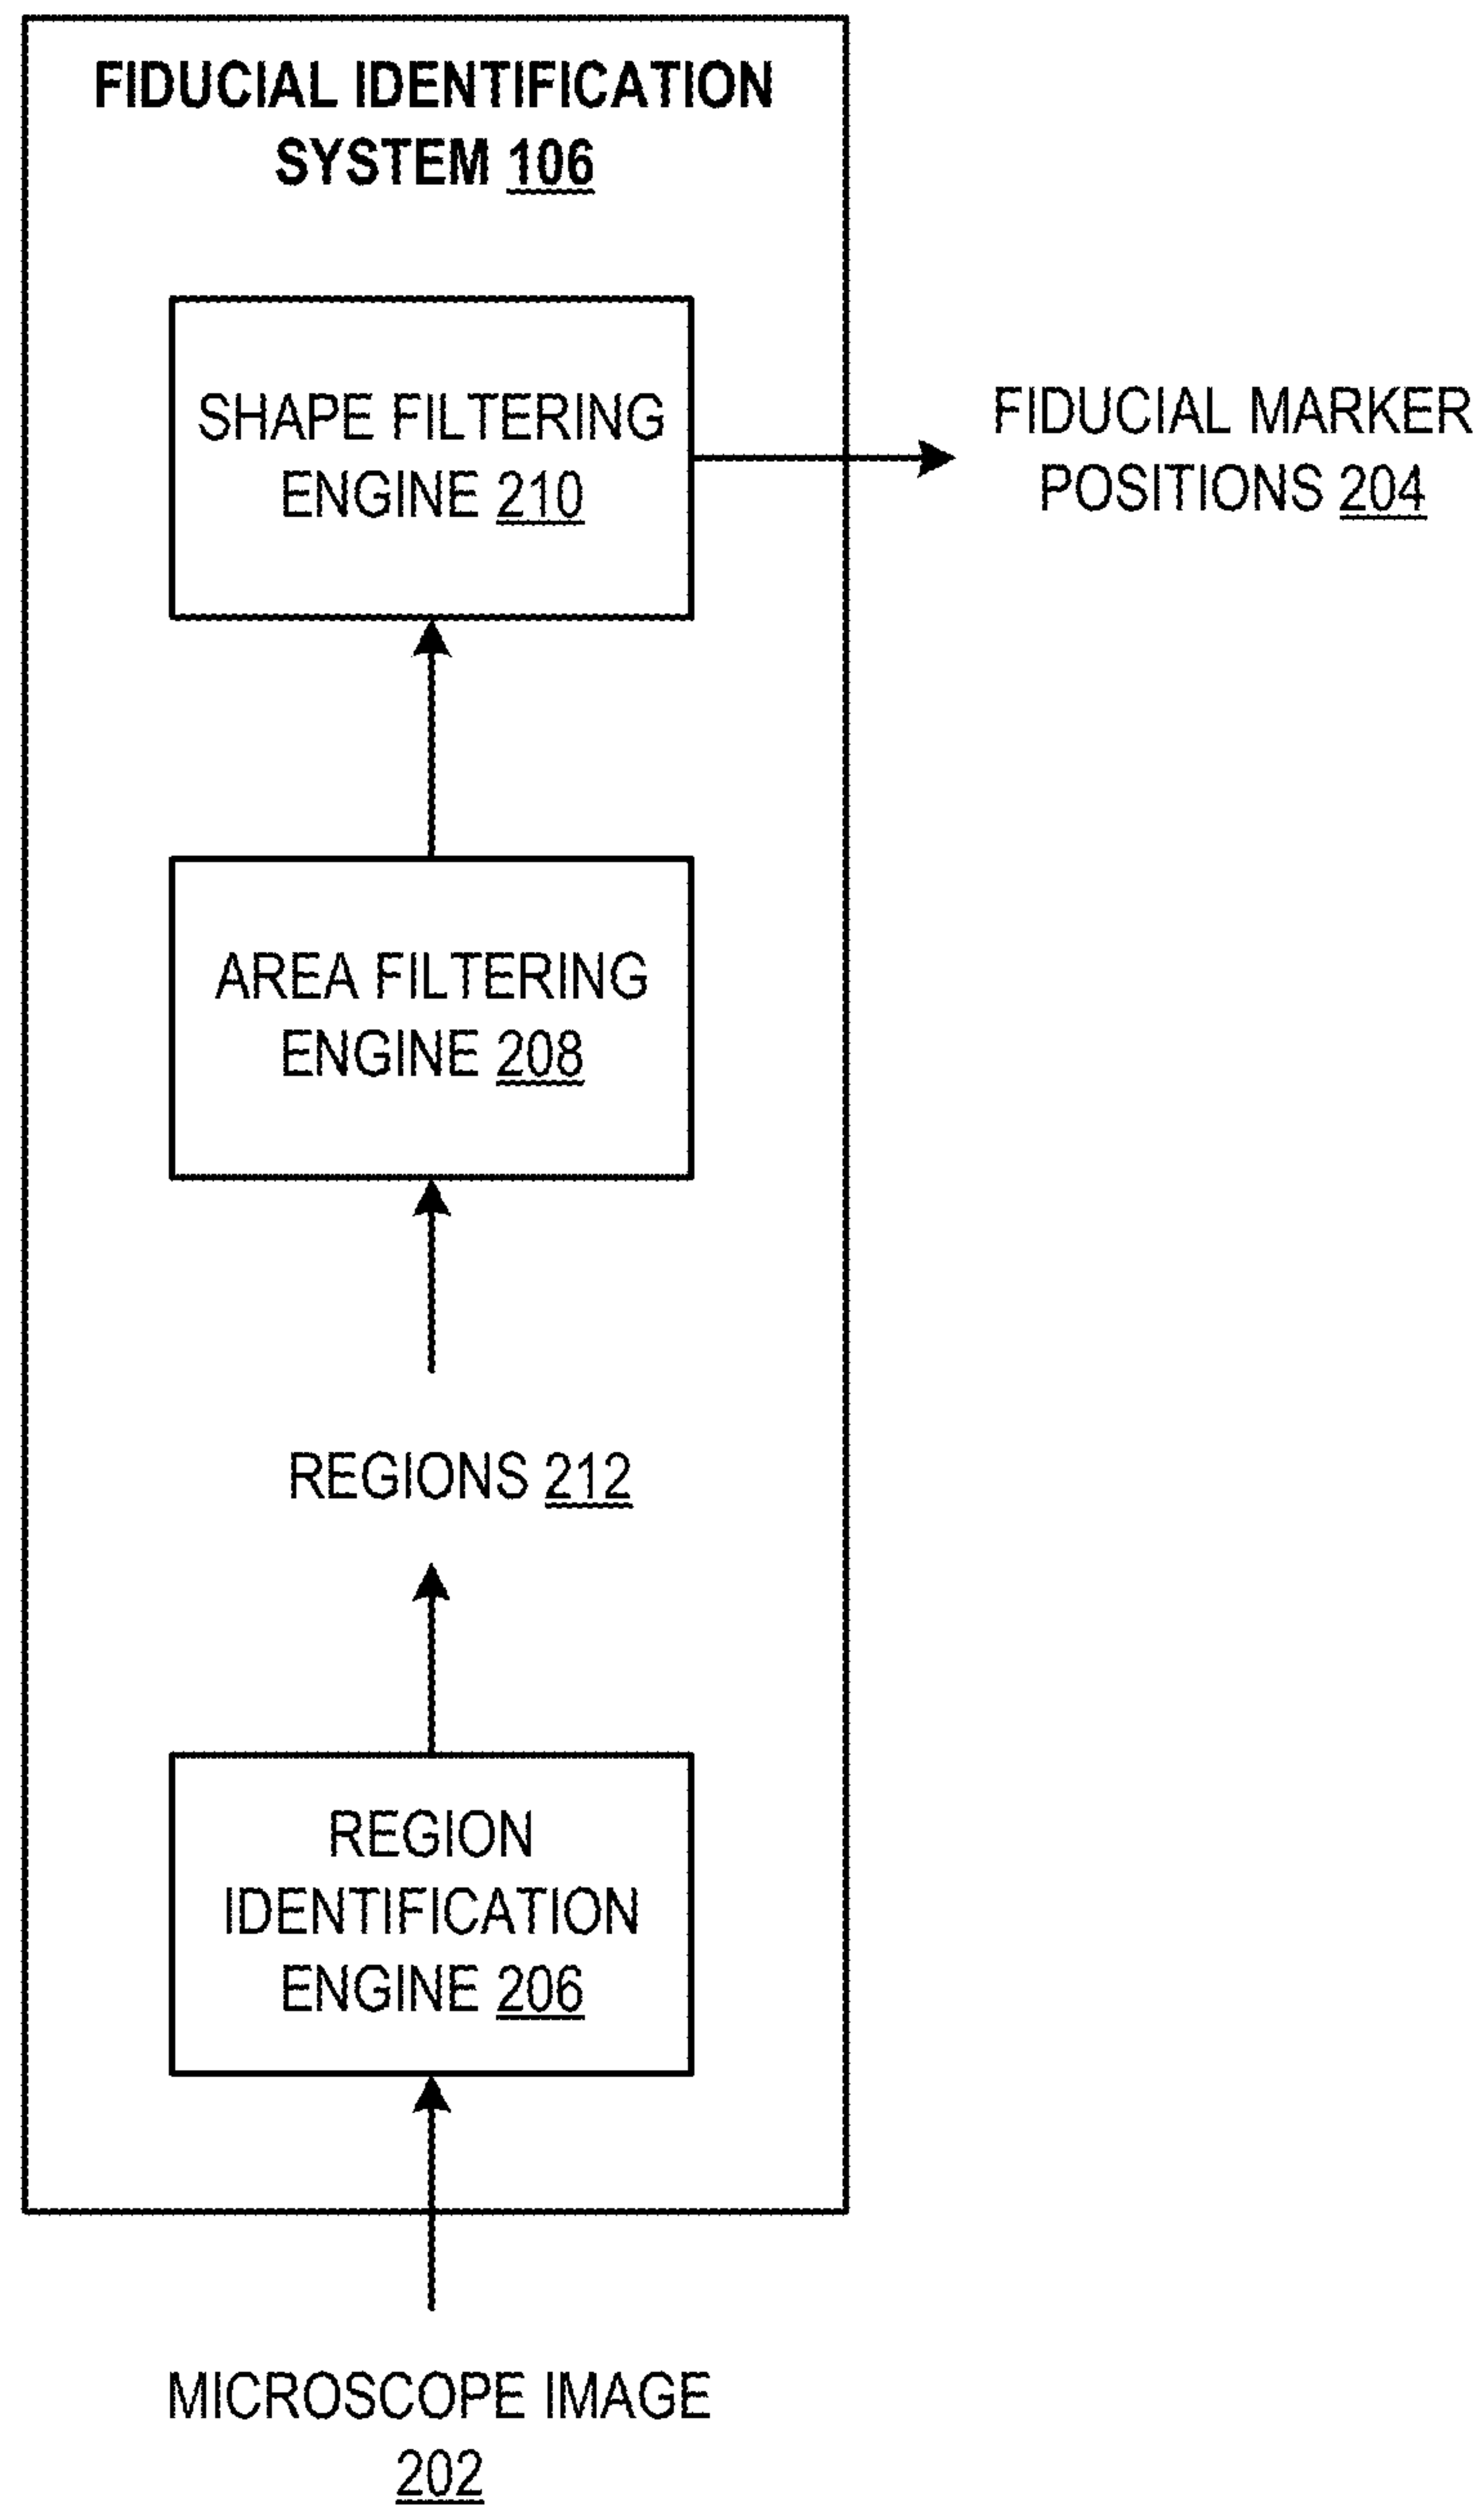 FIDUCIAL IDENTIFICATION
SYSTEM 106
SHAPE FILTERING
ENGINE 210
FIDUCIAL MARKER
POSITIONS 204
AREA FILTERING
ENGINE 208
REGIONS 212
REGION
IDENTIFICATION
ENGINE 206
MICROSCOPE IMAGE
202